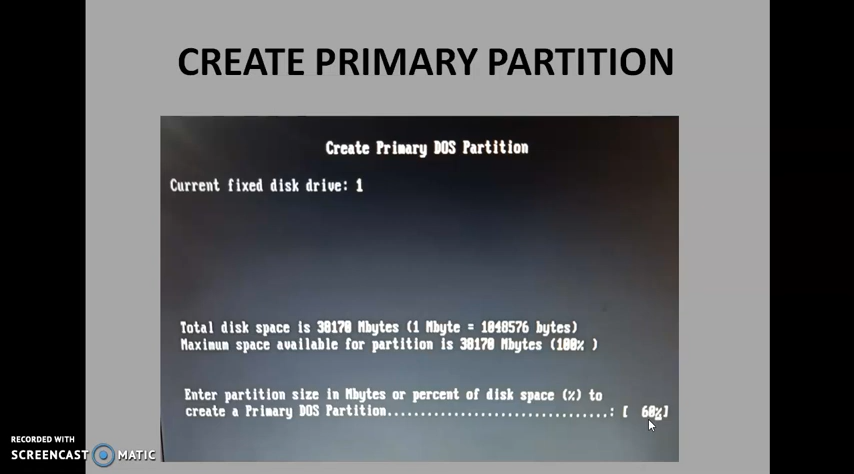 CREATE PRIMARY PARTITION
Create Primary DOS Partition
Current fixed disk drive: 1
Total disk space is 30170 Mbytes (1 Mbyte = 1048576 bytes)
Maximum space available for partition is 30170 Mbytes (100% )
Enter partition size in Mbytes or percent of disk space (%) to
create a Primary DOS Partition..................................: [ 60%]
RECORDED WITH
SCREENCAST MATIC